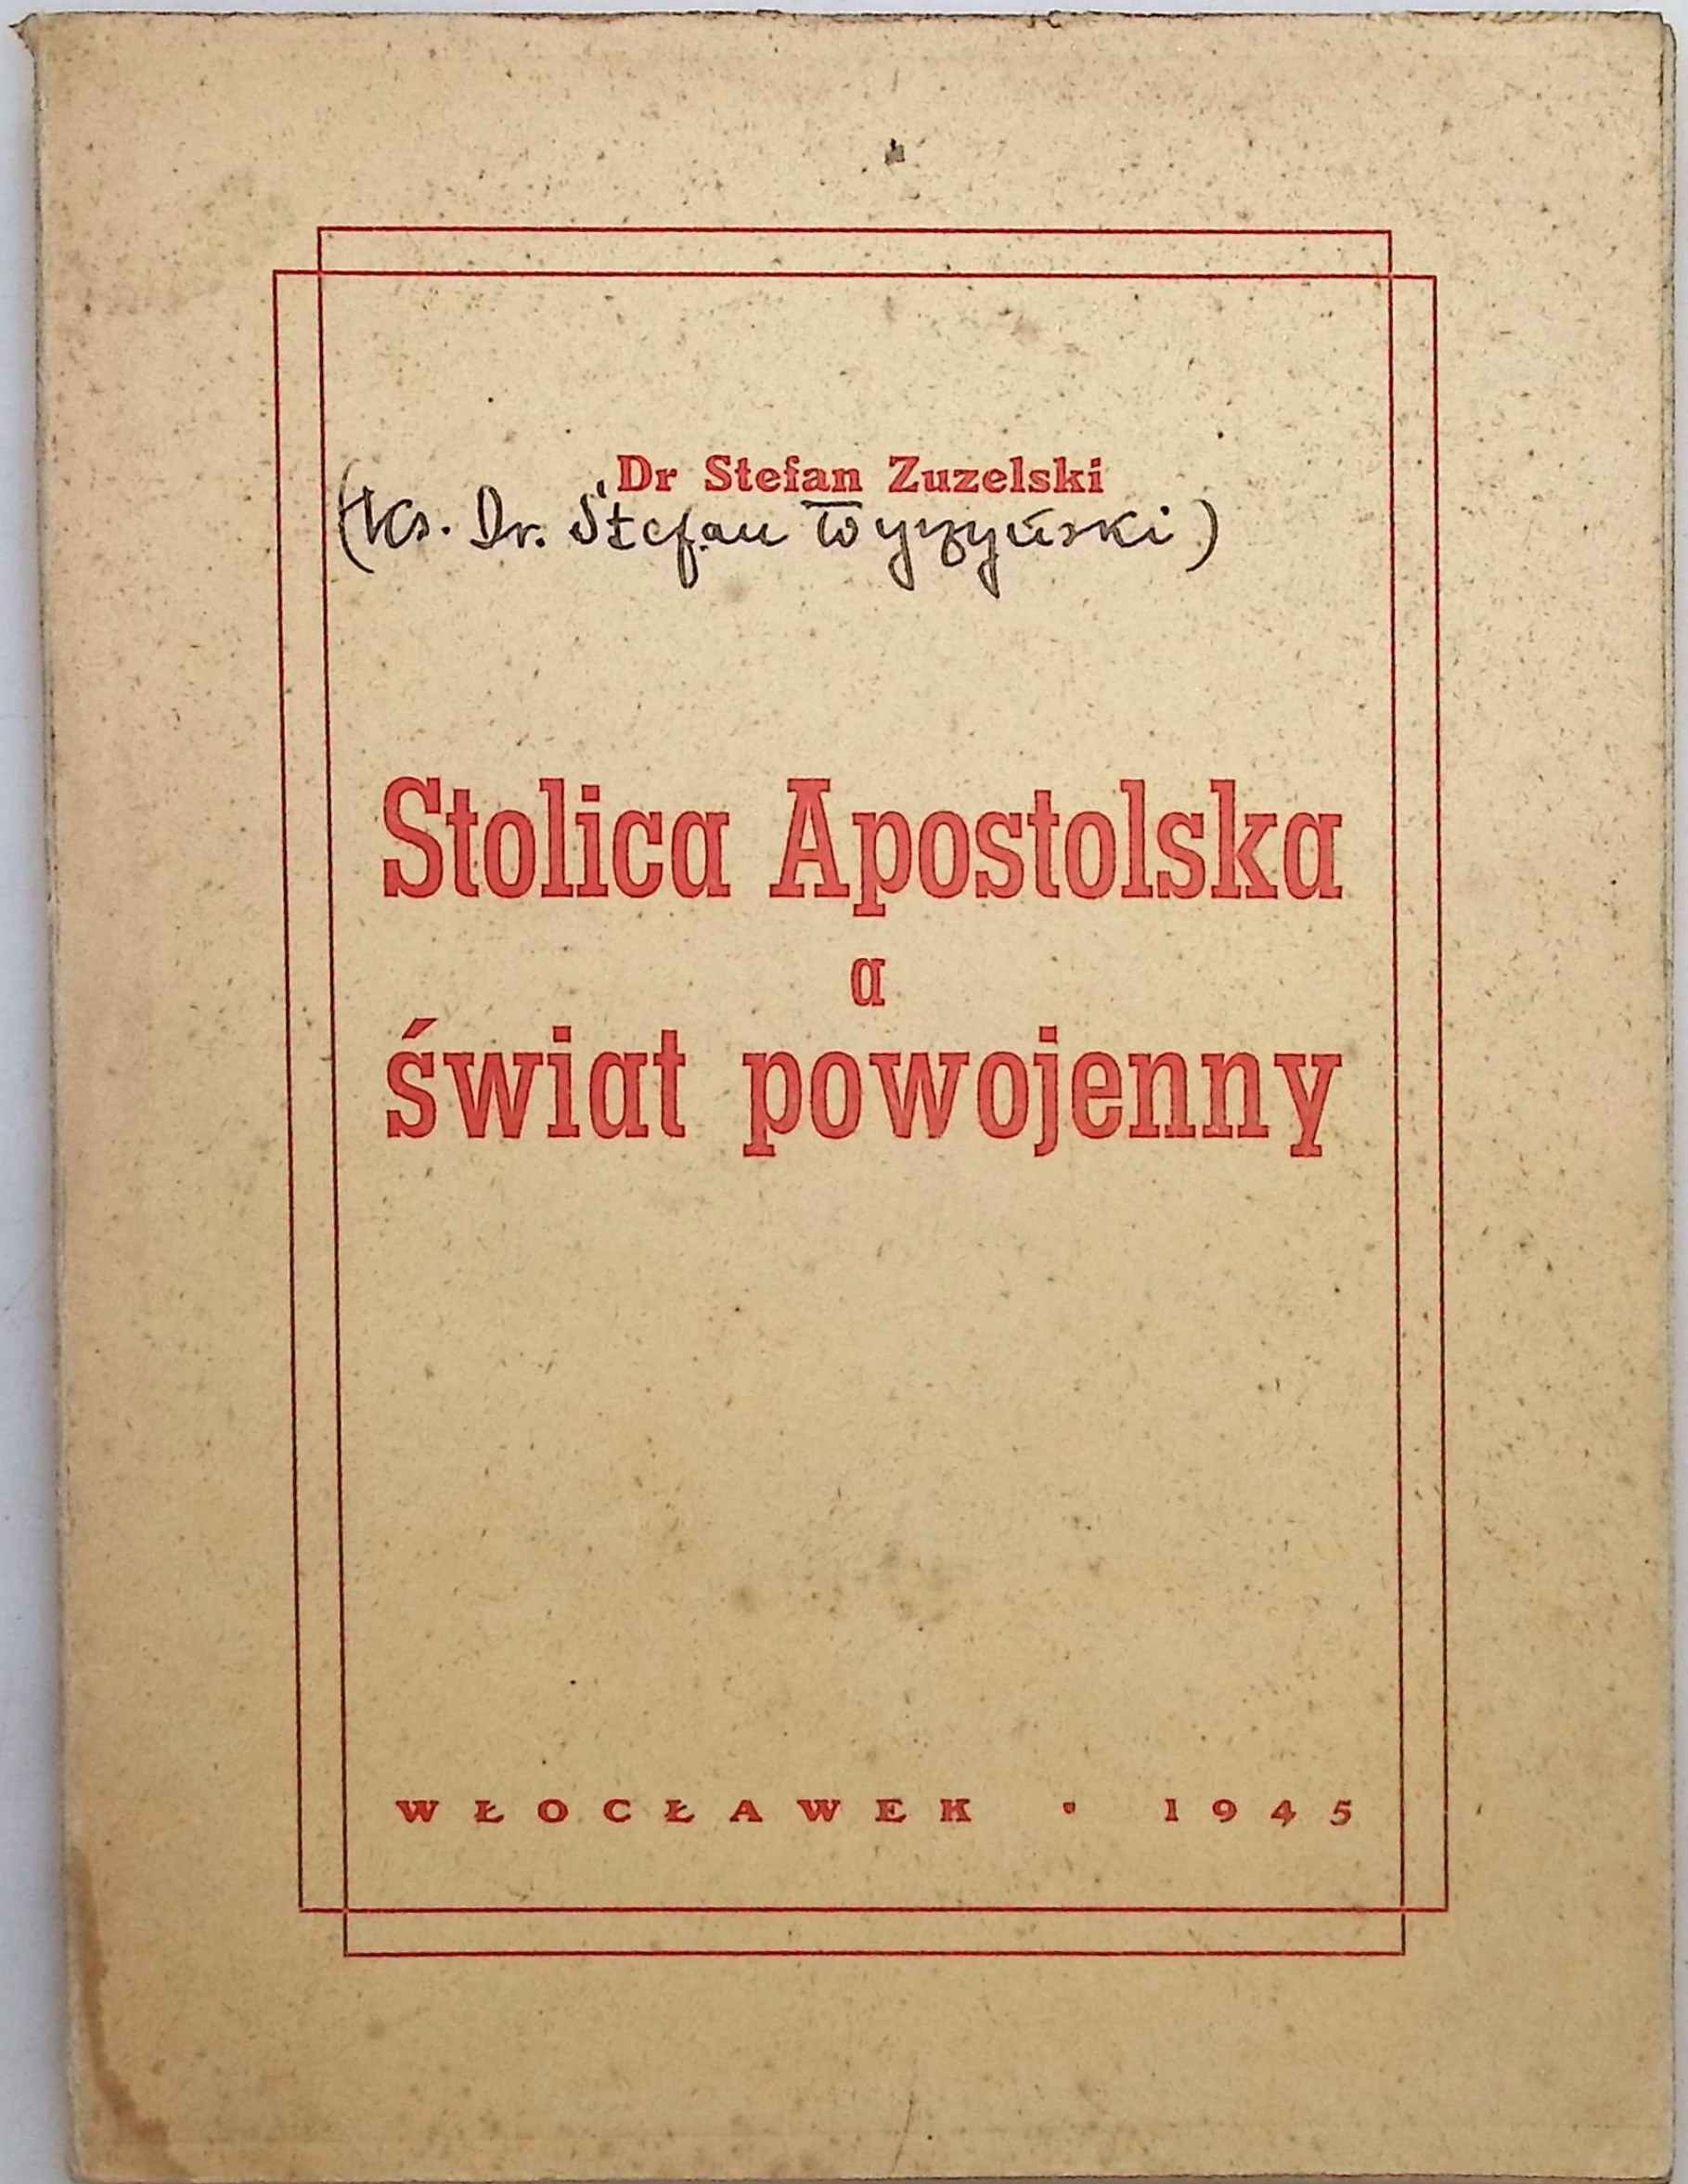 Dr Stefan Zuzelski
(Ks. Dr. Stefan Wyszyński)
Stolica Apostolska
a
świat powojenny
WŁOCŁAWEK • 1945